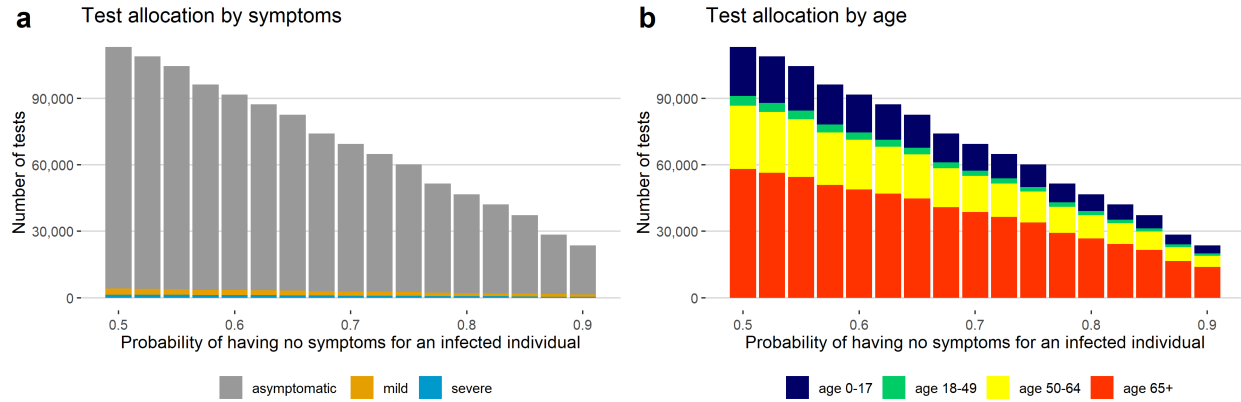 a
Test allocation by symptoms
Number of tests
90,000
60,000
30,000
0
0.5
0.6
0.7
0.8
0.9
Probability of having no symptoms for an infected individual
asymptomatic
mild
severe
b
Test allocation by age
Number of tests
90,000
60,000
30,000
0
0.5
0.6
0.7
0.8
0.9
Probability of having no symptoms for an infected individual
age 0-17
age 18-49
age 50-64
age 65+